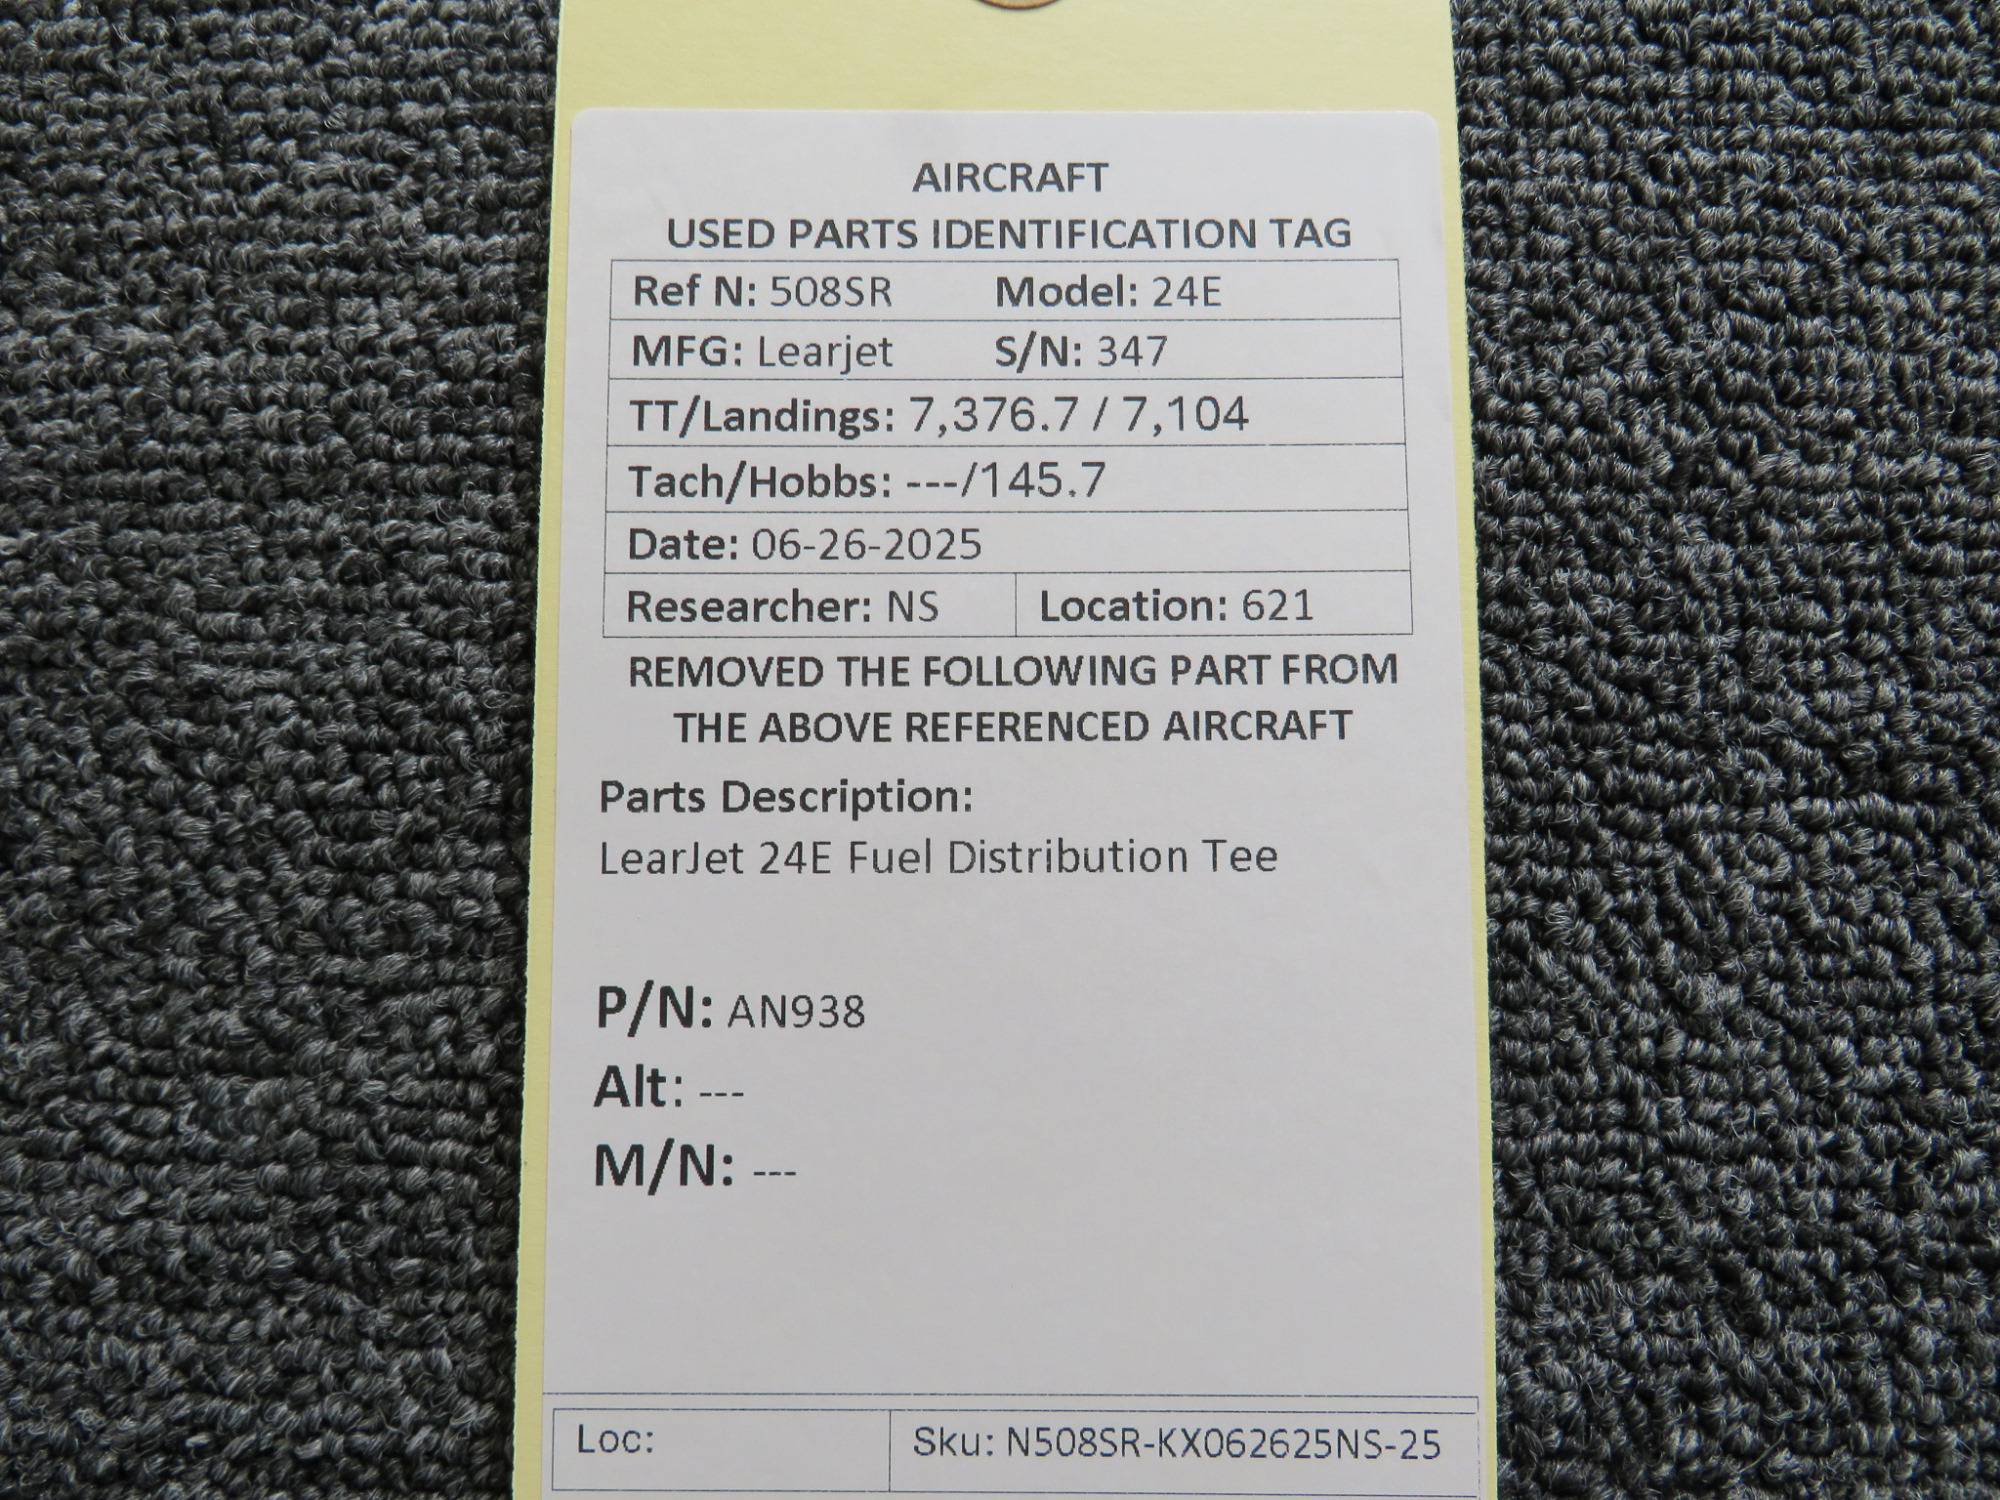 AIRCRAFT
USED PARTS IDENTIFICATION TAG
Ref N: 508SR Model: 24E
MFG: Learjet S/N: 347
TT/Landings: 7,376.7 / 7,104
Tach/Hobbs: ---/145.7
Date: 06-26-2025
Researcher: NS Location: 621
REMOVED THE FOLLOWING PART FROM
THE ABOVE REFERENCED AIRCRAFT
Parts Description:
LearJet 24E Fuel Distribution Tee
P/N: AN938
Alt: ---
M/N: ---
Loc: Sku: N508SR-KX062625NS-25